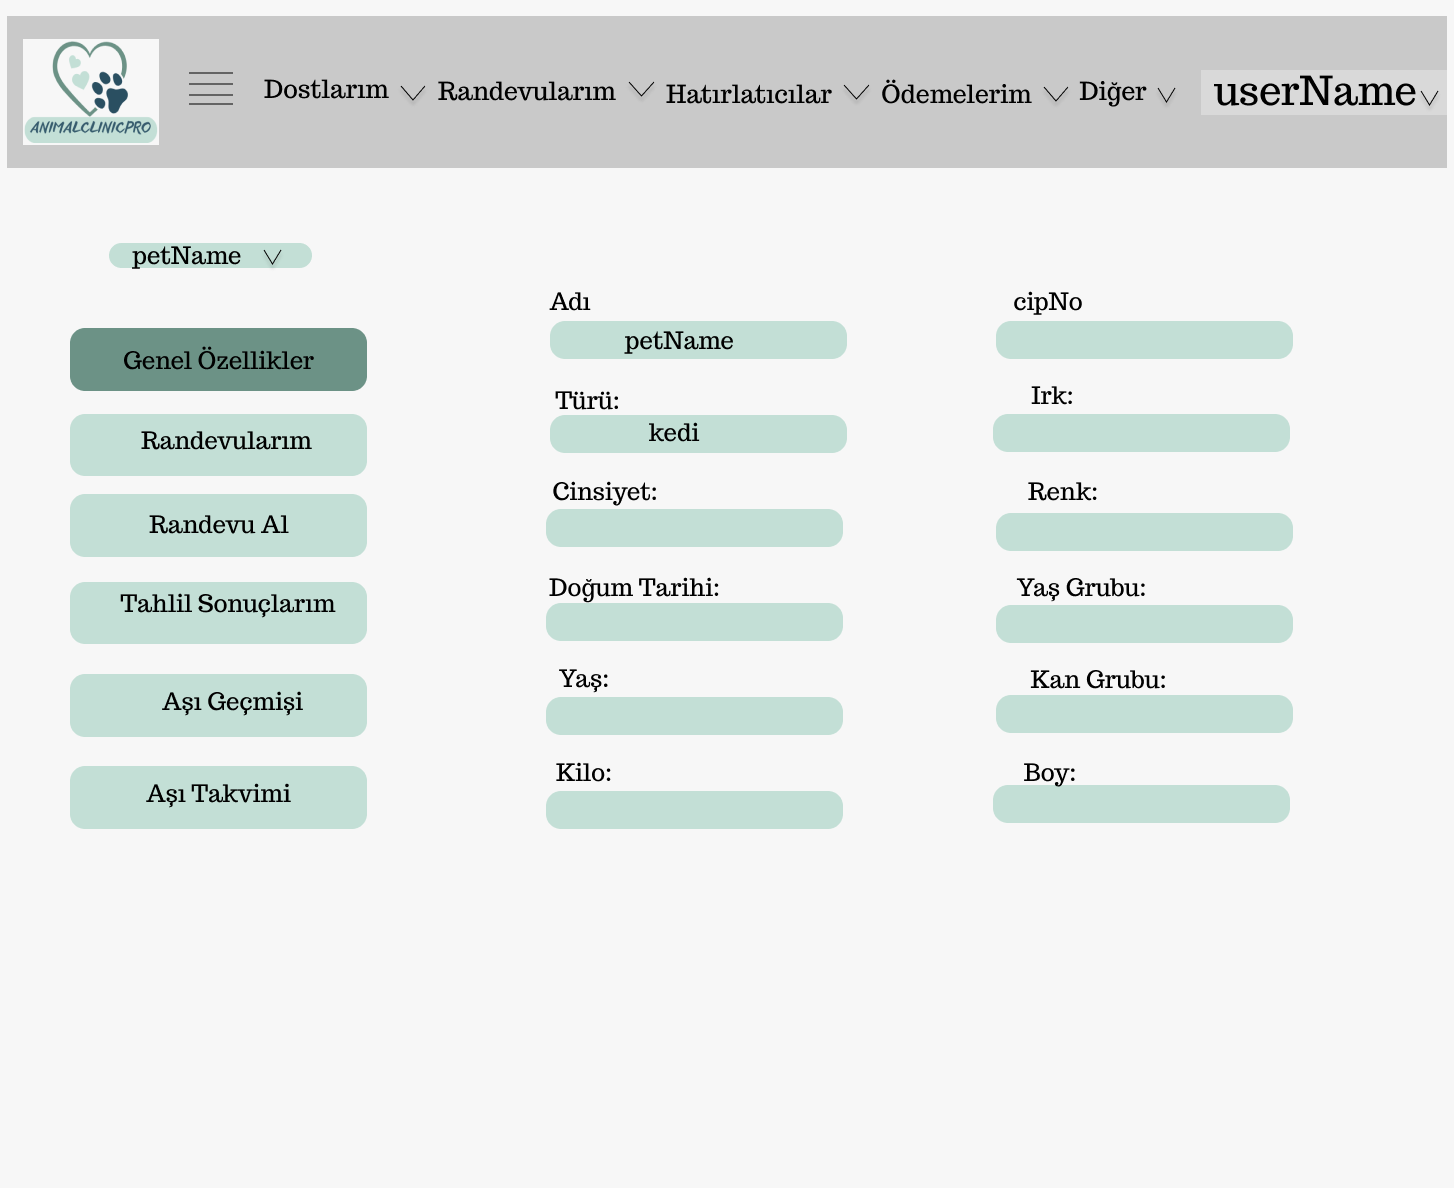 ANIMALCLINICPRO
Dostlarım
Randevularım
Hatırlatıcılar
Ödemelerim
Diğer
userName
petName
Genel Özellikler
Randevularım
Randevu Al
Tahlil Sonuçlarım
Aşı Geçmişi
Aşı Takvimi
Adı
petName
Türü:
kedi
Cinsiyet:
Doğum Tarihi:
Yaş:
Kilo:
cipNo
Irk:
Renk:
Yaş Grubu:
Kan Grubu:
Boy: